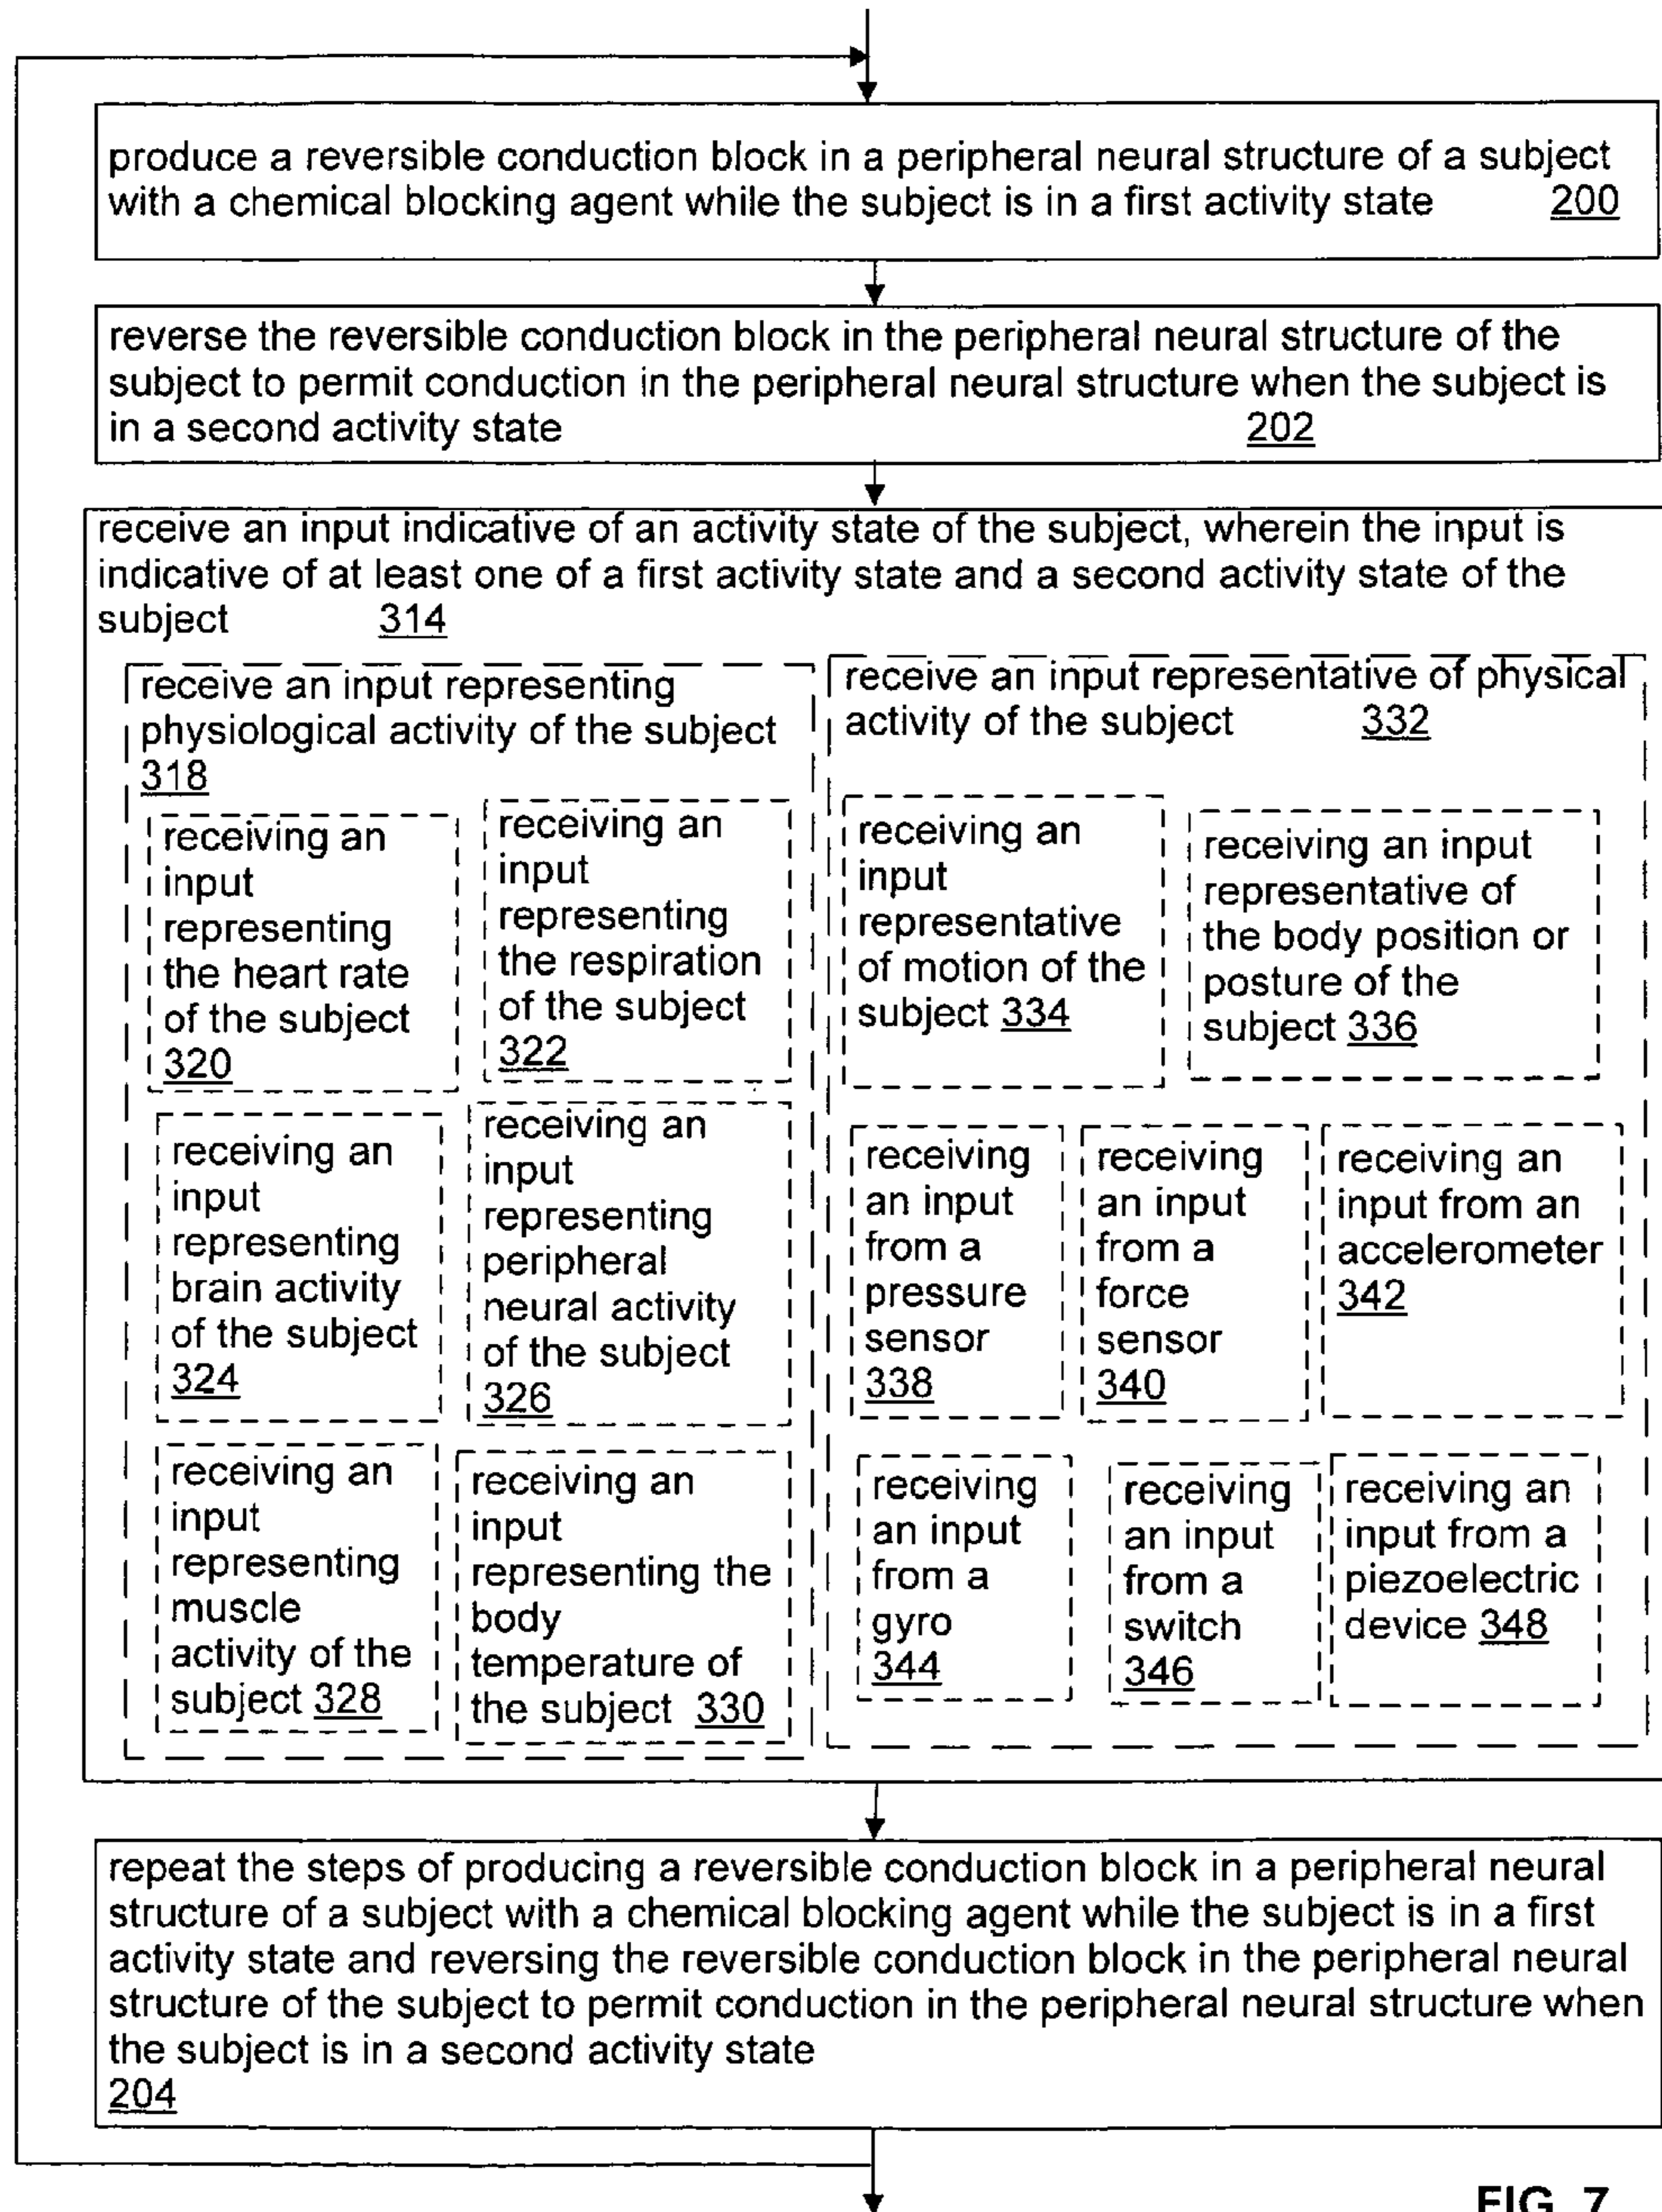 produce a reversible conduction block in a peripheral neural structure of a subject
with a chemical blocking agent while the subject is in a first activity state 200
reverse the reversible conduction block in the peripheral neural structure of the
subject to permit conduction in the peripheral neural structure when the subject is
in a second activity state 202
receive an input indicative of an activity state of the subject, wherein the input is
indicative of at least one of a first activity state and a second activity state of the
subject 314
receive an input representing
physiological activity of the subject
318
receiving an
input
representing
the heart rate
of the subject
320
receiving an
input
representing
the respiration
of the subject
322
receiving an
input
representing
brain activity
of the subject
324
receiving an
input
representing
peripheral
neural activity
of the subject
326
receiving an
input
representing
muscle
activity of the
subject 328
receiving an
input
representing the
body
temperature of
the subject 330
receive an input representative of physical
activity of the subject 332
receiving an
input
representative
of motion of the
subject 334
receiving an input
representative of
the body position or
posture of the
subject 336
receiving
an input
from a
pressure
sensor
338
receiving
an input
from a
force
sensor
340
receiving an
input from an
accelerometer
342
receiving
an input
from a
gyro
344
receiving
an input
from a
switch
346
receiving an
input from a
piezoelectric
device 348
repeat the steps of producing a reversible conduction block in a peripheral neural
structure of a subject with a chemical blocking agent while the subject is in a first
activity state and reversing the reversible conduction block in the peripheral neural
structure of the subject to permit conduction in the peripheral neural structure when
the subject is in a second activity state
204
FIG. 7